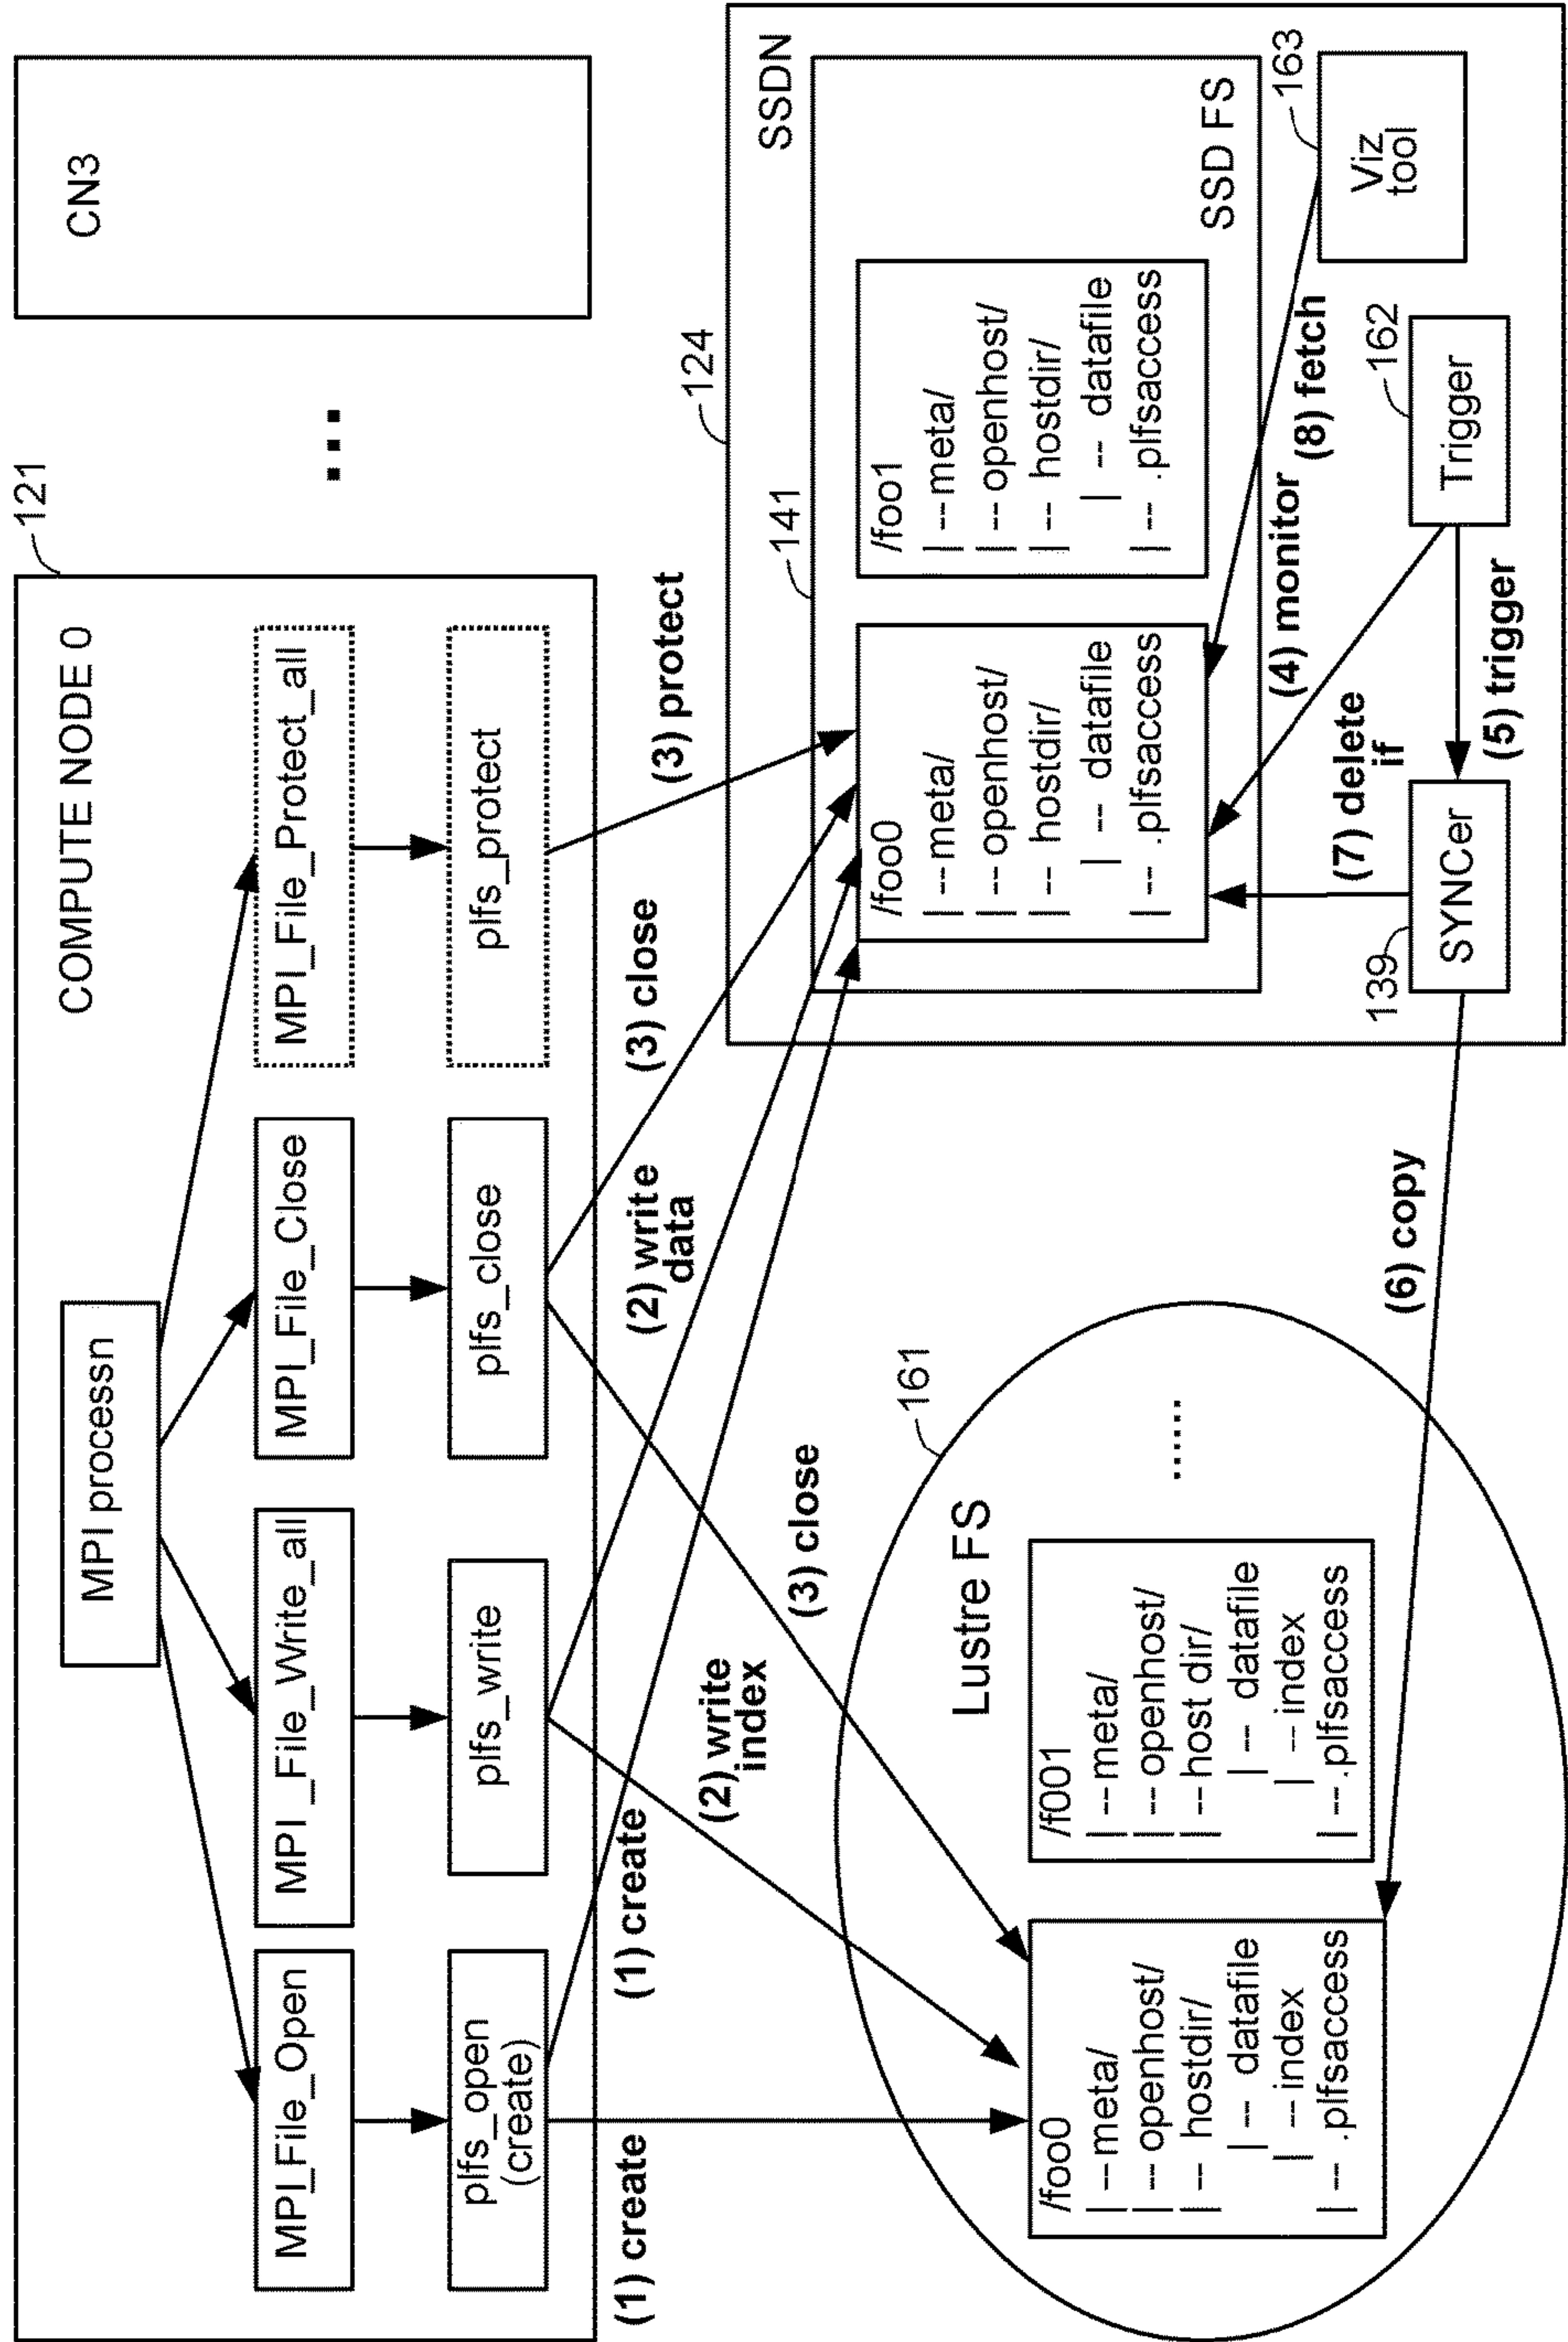 COMPUTE NODE 0
121
MPI processn
MPI_File_Open
MPI _File_Write_all
MPI_File_Close
MPI_File_Protect_all
plfs_open
(create)
plfs_write
plfs_close
plfs_protect
...
CN3
(1) create
(1) create
(2) write
index
(2) write
data
(3) close
(3) close
(3) protect
161
Lustre FS
/foo0
| --meta/
| -- openhost/
| -- hostdir/
| -- datafile
| -- index
| -- .plfsaccess
/f001
| --meta/
| -- openhost/
| --host dir/
| -- datafile
| --index
| --.plfsaccess
......
124
SSDN
141
/foo0
| --meta/
| -- openhost/
| -- hostdir/
| -- datafile
| -- .plfsaccess
/foo1
| --meta/
| -- openhost/
| -- hostdir/
| -- datafile
| -- .plfsaccess
SSD FS
(6) copy
139
SYNCer
(7) delete
if
(4) monitor
(5) trigger
162
Trigger
(8) fetch
163
Viz
tool